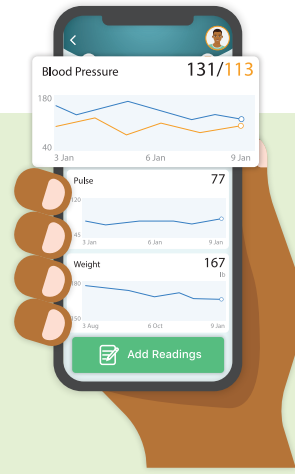 Blood Pressure 131/113
180
40
3 Jan 6 Jan 9 Jan
Pulse 77
120
45
3 Jan 6 Jan 9 Jan
Weight 167
lb
180
150
3 Aug 6 Oct 9 Jan
Add Readings